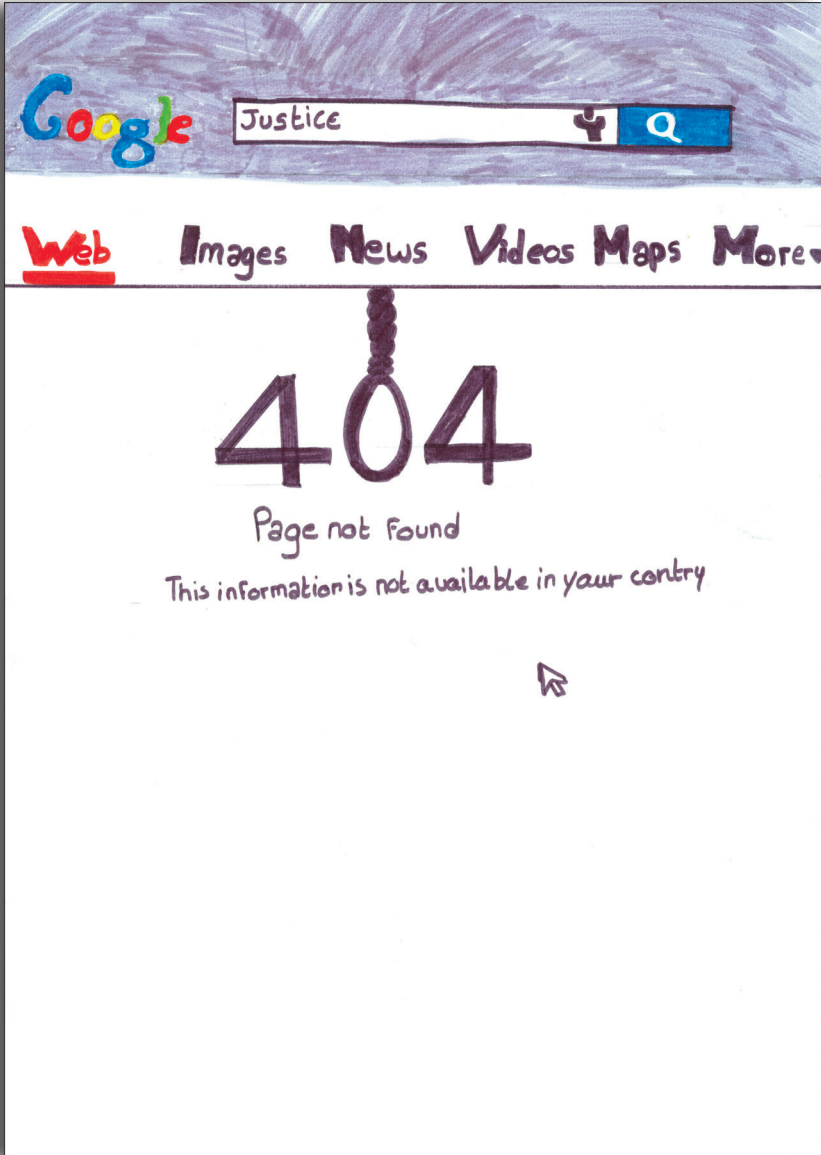 Google
Justice
Web Images News Videos Maps More
404
Page not Found
This information is not available in your contry